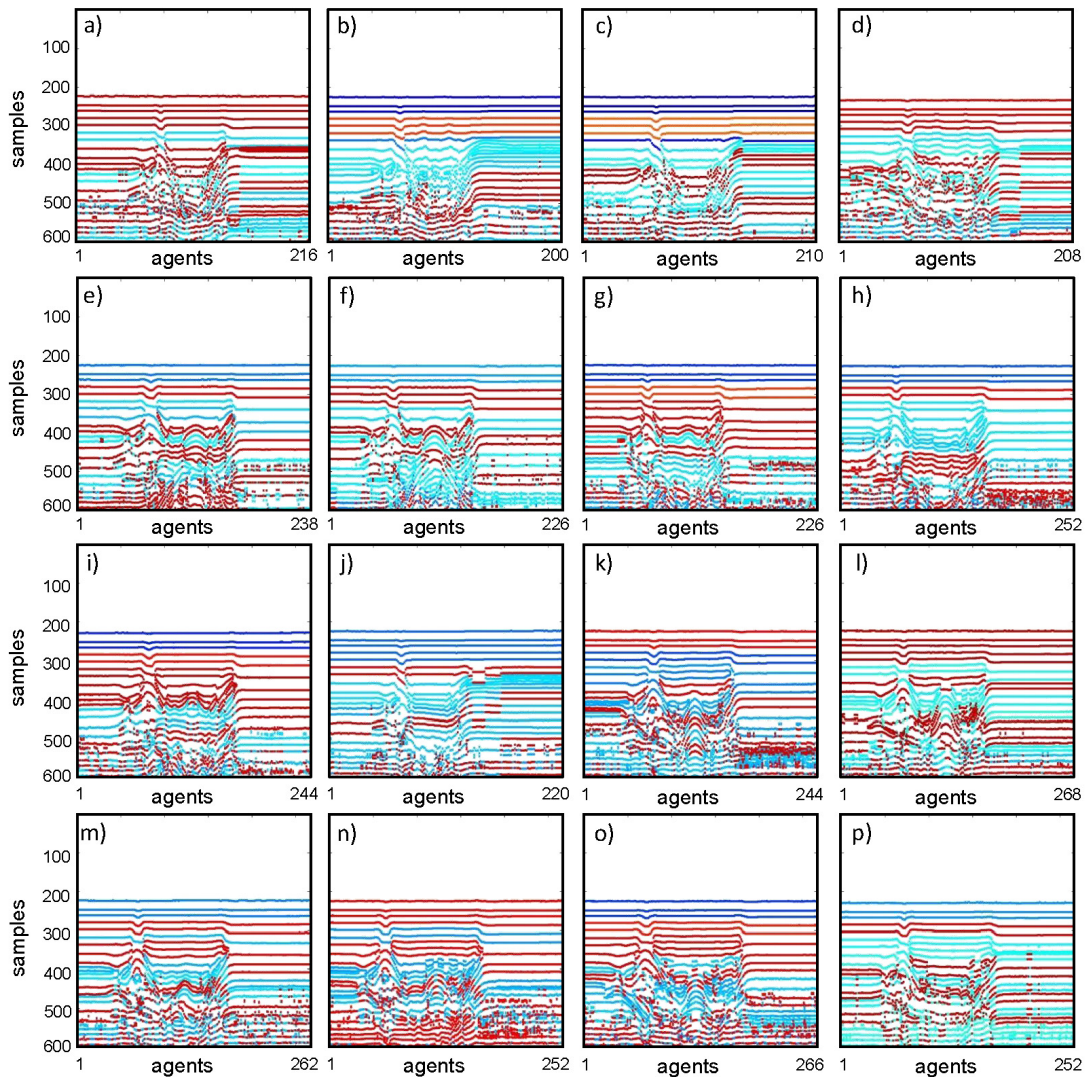 a) b) c) d)
samples
100
200
300
400
500
600
1 agents 216 1 agents 200 1 agents 210 1 agents 208
e) f) g) h)
samples
100
200
300
400
500
600
1 agents 238 1 agents 226 1 agents 226 1 agents 252
i) j) k) l)
samples
100
200
300
400
500
600
1 agents 244 1 agents 220 1 agents 244 1 agents 268
m) n) o) p)
samples
100
200
300
400
500
600
1 agents 262 1 agents 252 1 agents 266 1 agents 252